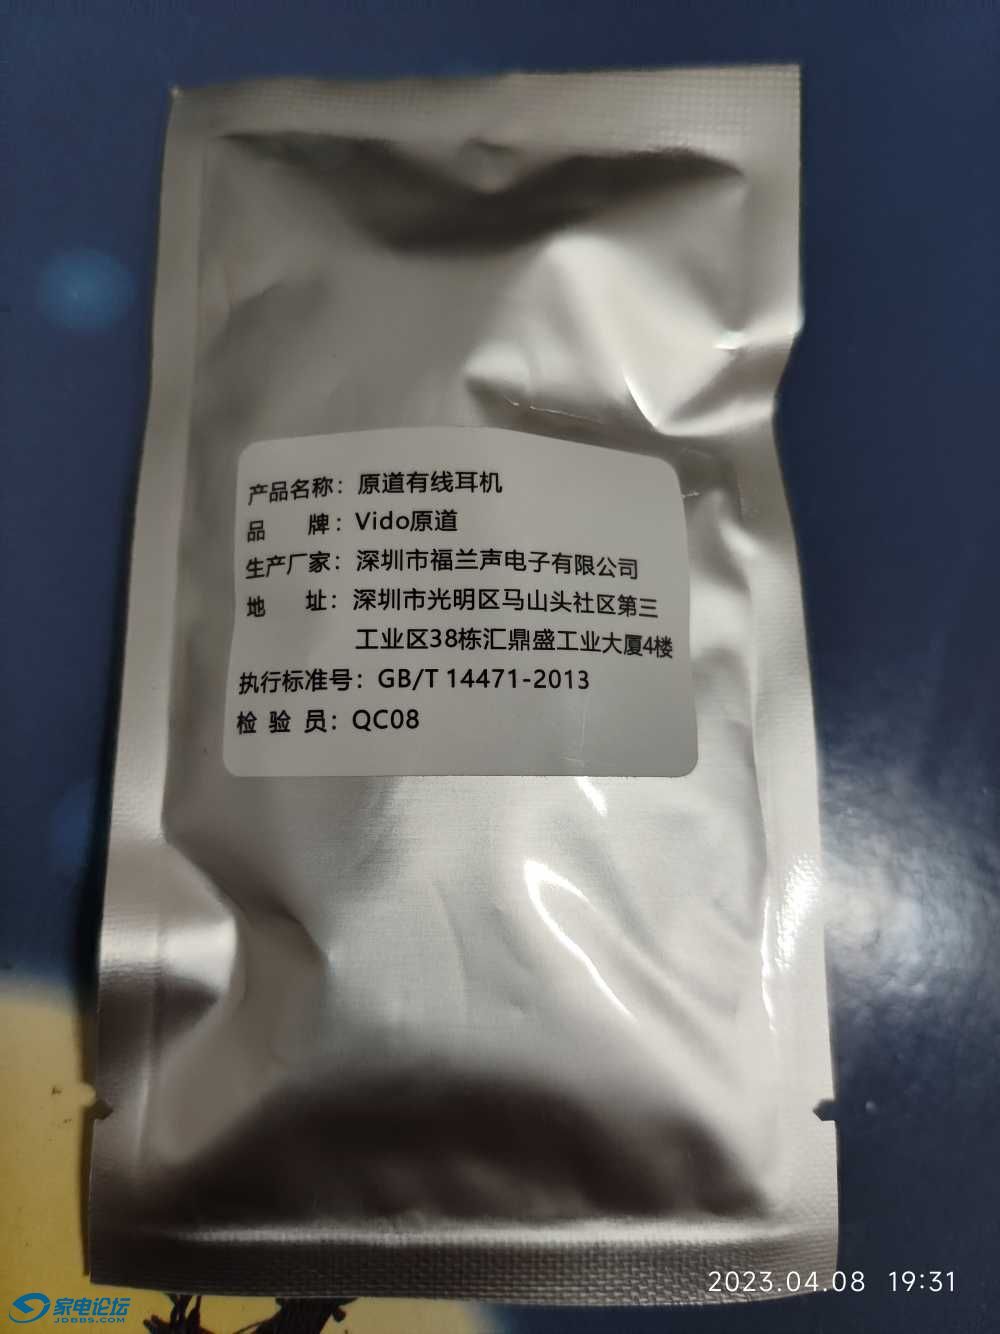 产品名称：原道有线耳机
品 牌：Vido原道
生产厂家：深圳市福兰声电子有限公司
地 址：深圳市光明区马山头社区第三
工业区38栋汇鼎盛工业大厦4楼
执行标准号：GB/T 14471-2013
检 验 员：QC08
2023.04.08 19:31
家电论坛
JDBBS.COM